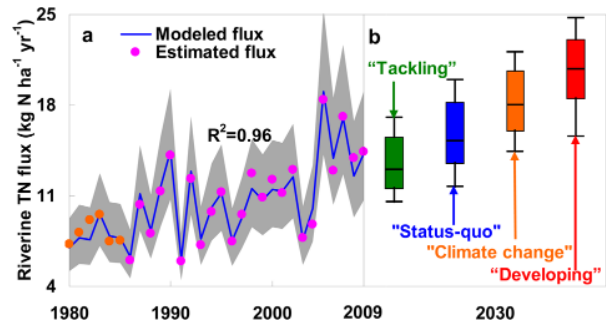 25
18
11
4
Riverine TN flux (kg N ha⁻¹ yr⁻¹)
a
Modeled flux
Estimated flux
R²=0.96
b
“Tackling”
"Status-quo"
"Climate change"
“Developing”
1980
1990
2000
2009
2030